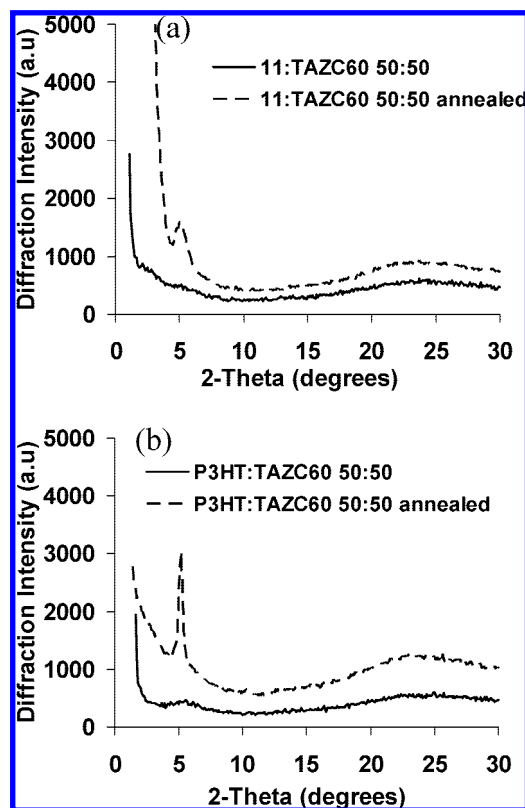 (a)
5000
4000
3000
2000
1000
0
Diffraction Intensity (a.u)
11:TAZC60 50:50
11:TAZC60 50:50 annealed
0 5 10 15 20 25 30
2-Theta (degrees)
(b)
5000
4000
3000
2000
1000
0
Diffraction Intensity (a.u)
P3HT:TAZC60 50:50
P3HT:TAZC60 50:50 annealed
0 5 10 15 20 25 30
2-Theta (degrees)